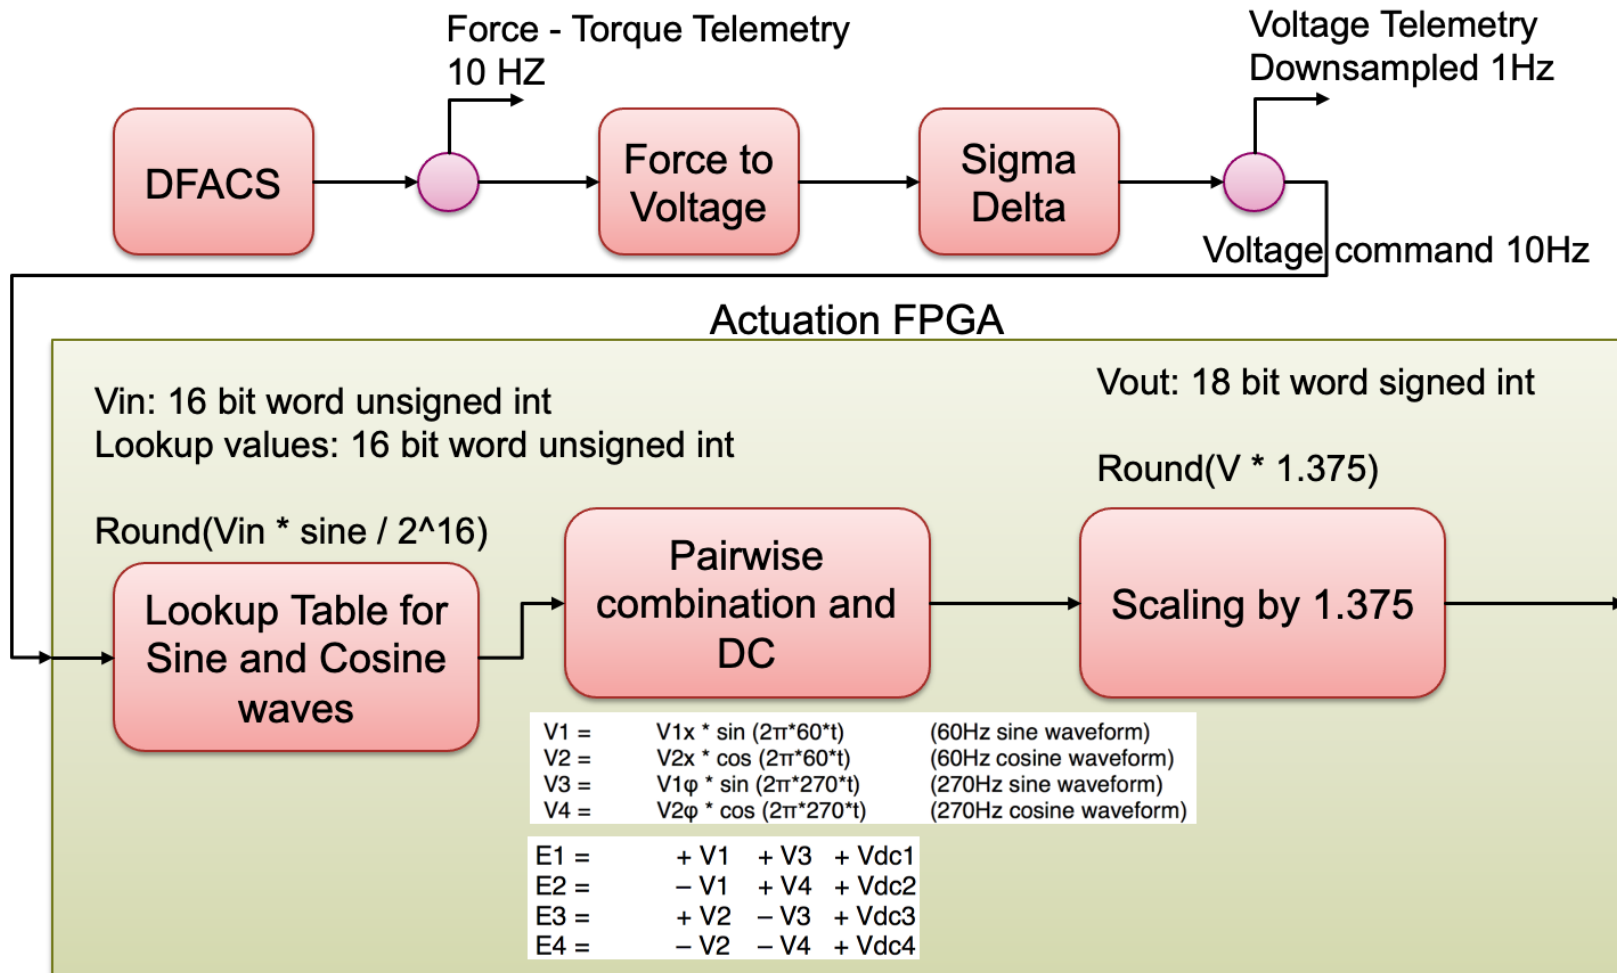 Force - Torque Telemetry
10 HZ
Voltage Telemetry
Downsampled 1Hz
DFACS
Force to
Voltage
Sigma
Delta
Voltage command 10Hz
Actuation FPGA
Vin: 16 bit word unsigned int
Lookup values: 16 bit word unsigned int
Round(Vin * sine / 2^16)
Vout: 18 bit word signed int
Round(V * 1.375)
Lookup Table for
Sine and Cosine
waves
Pairwise
combination and
DC
Scaling by 1.375
V1 = V1x * sin (2π*60*t) (60Hz sine waveform)
V2 = V2x * cos (2π*60*t) (60Hz cosine waveform)
V3 = V1φ * sin (2π*270*t) (270Hz sine waveform)
V4 = V2φ * cos (2π*270*t) (270Hz cosine waveform)
E1 = + V1 + V3 + Vdc1
E2 = – V1 + V4 + Vdc2
E3 = + V2 – V3 + Vdc3
E4 = – V2 – V4 + Vdc4